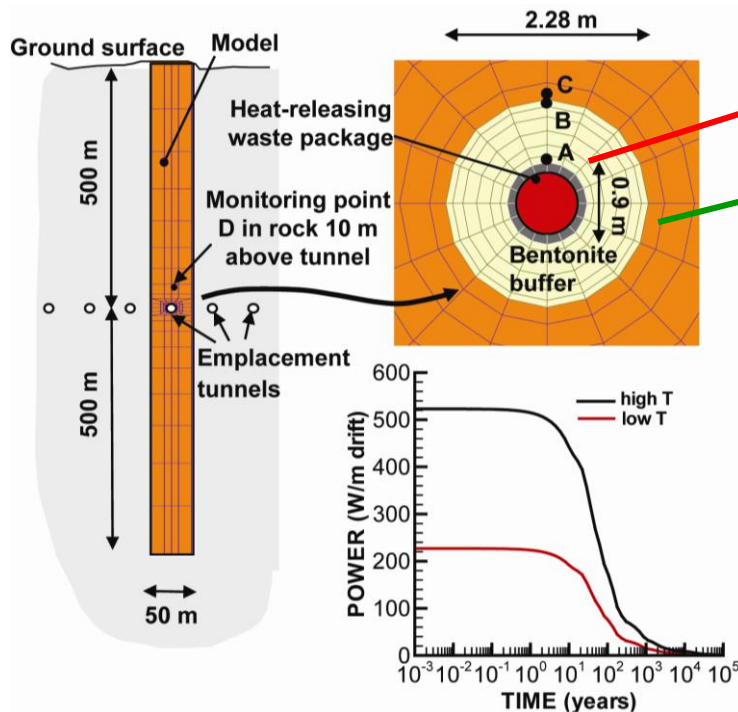 Ground surface
Model
500 m
Monitoring point
D in rock 10 m
above tunnel
Emplacement
tunnels
500 m
50 m
2.28 m
Heat-releasing
waste package
C
B
A
0.9 m
Bentonite
buffer
POWER (W/m drift)
600
500
400
300
200
100
0
high T
low T
10⁻³ 10⁻² 10⁻¹ 10⁰ 10¹ 10² 10³ 10⁴ 10⁵
TIME (years)